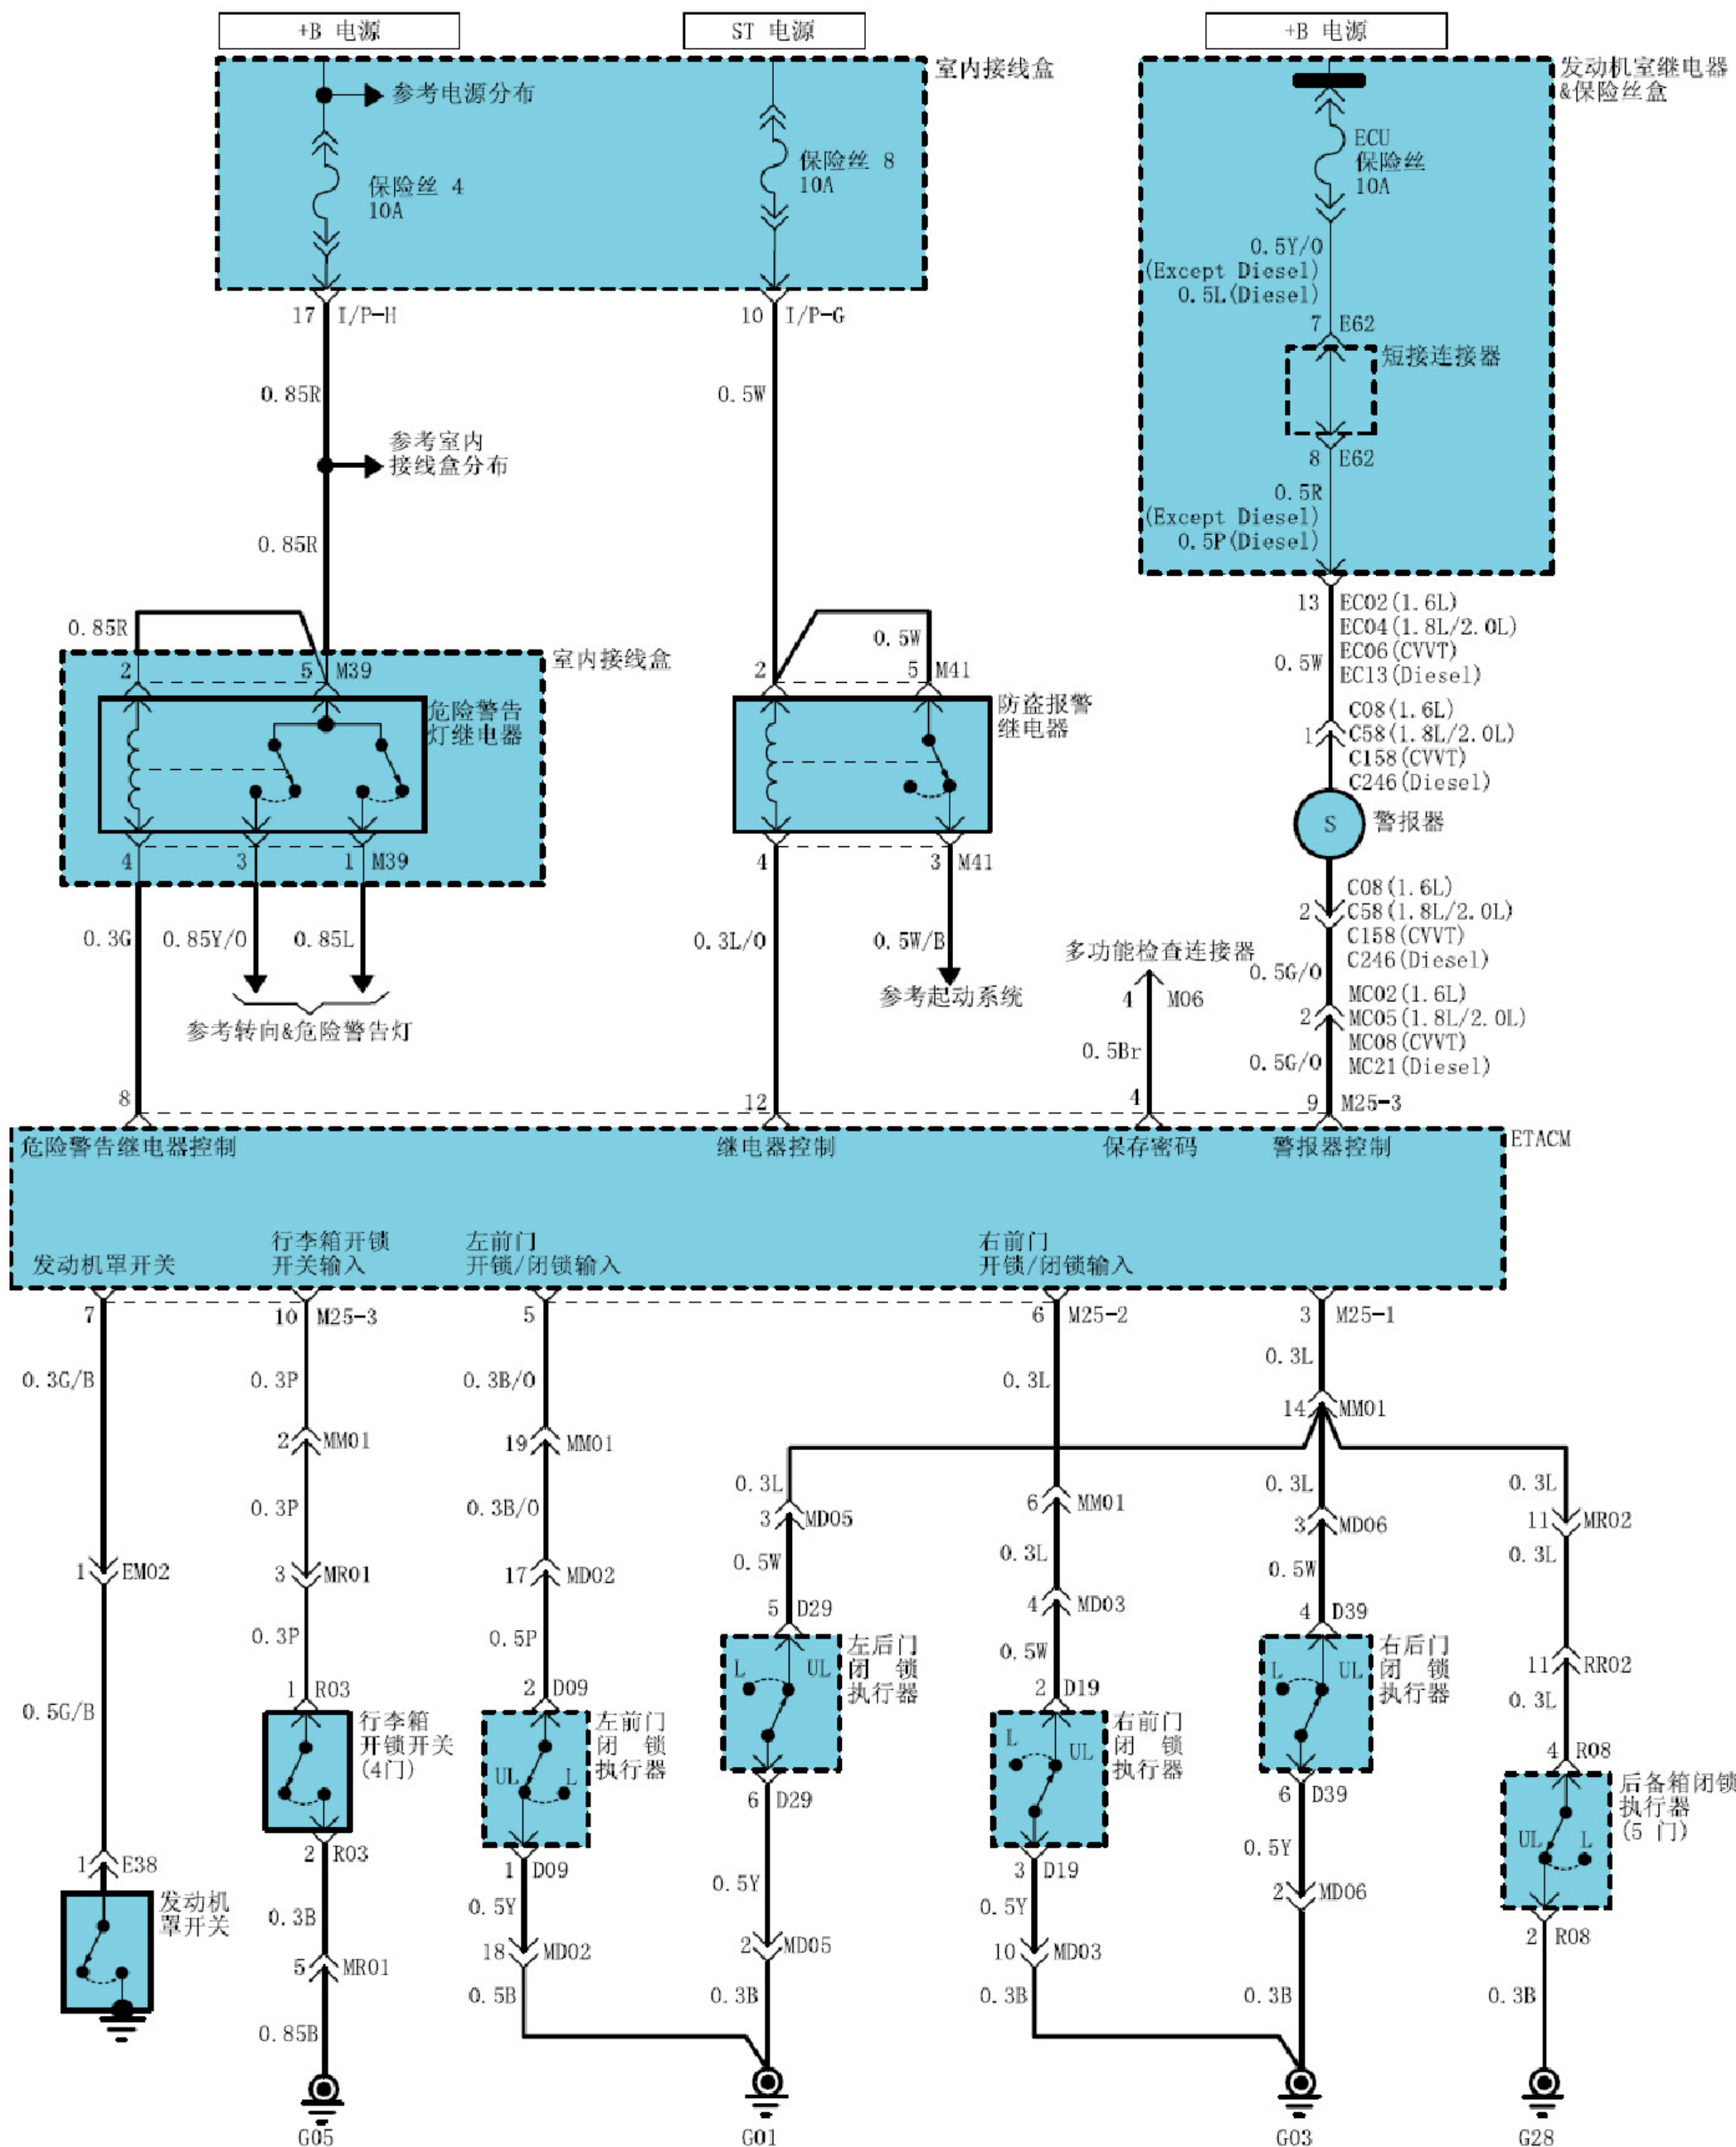 +B 电源
ST 电源
+B 电源
室内接线盒
发动机室继电器
&保险丝盒
参考电源分布
保险丝 4
10A
保险丝 8
10A
ECU
保险丝
10A
0.5Y/O
(Except Diesel)
0.5L(Diesel)
17 I/P-H
10 I/P-G
7 E62
短接连接器
0.85R
0.5W
参考室内
接线盒分布
8 E62
0.5R
(Except Diesel)
0.5P(Diesel)
0.85R
13 EC02(1.6L)
EC04(1.8L/2.0L)
EC06(CVVT)
EC13(Diesel)
0.5W
0.85R
0.5W
2 5 M39
室内接线盒
2 5 M41
危险警告
灯继电器
防盗报警
继电器
1 C08(1.6L)
C58(1.8L/2.0L)
C158(CVVT)
C246(Diesel)
S 警报器
4 3 1 M39
4 3 M41
2 C08(1.6L)
C58(1.8L/2.0L)
C158(CVVT)
C246(Diesel)
0.3G 0.85Y/O 0.85L
0.3L/O 0.5W/B
多功能检查连接器
0.5G/O
参考转向&危险警告灯
参考起动系统
4 M06
2 MC02(1.6L)
MC05(1.8L/2.0L)
MC08(CVVT)
MC21(Diesel)
0.5Br
0.5G/O
8 12 4 9 M25-3
ETACM
危险警告继电器控制
继电器控制
保存密码
警报器控制
发动机罩开关
行李箱开锁
开关输入
左前门
开锁/闭锁输入
右前门
开锁/闭锁输入
7 10 M25-3 5 6 M25-2 3 M25-1
0.3G/B 0.3P 0.3B/O 0.3L 0.3L
14 MM01
2 MM01 19 MM01
0.3L 0.3L 0.3L
0.3P 0.3B/O
3 MD05 6 MM01 3 MD06 11 MR02
0.5W 0.3L 0.5W 0.3L
1 EM02 3 MR01 17 MD02
4 MD03
5 D29 4 D39
0.3P 0.5P 0.5W
左后门
闭 锁
执行器
L UL
右后门
闭 锁
执行器
L UL
11 RR02
0.3L
0.5G/B
1 R03 2 D09 2 D19
行李箱
开锁开关
(4门)
左前门
闭 锁
执行器
UL L
右前门
闭 锁
执行器
L UL
4 R08
后备箱闭锁
执行器
(5 门)
UL L
6 D29 6 D39
1 E38 2 R03 1 D09 3 D19
0.5Y 0.5Y
发动机
罩开关
0.3B 0.5Y 0.5Y
2 MD06
2 R08
5 MR01 18 MD02 2 MD05 10 MD03
0.5B 0.3B 0.3B 0.3B 0.3B
0.85B
G05 G01 G03 G28